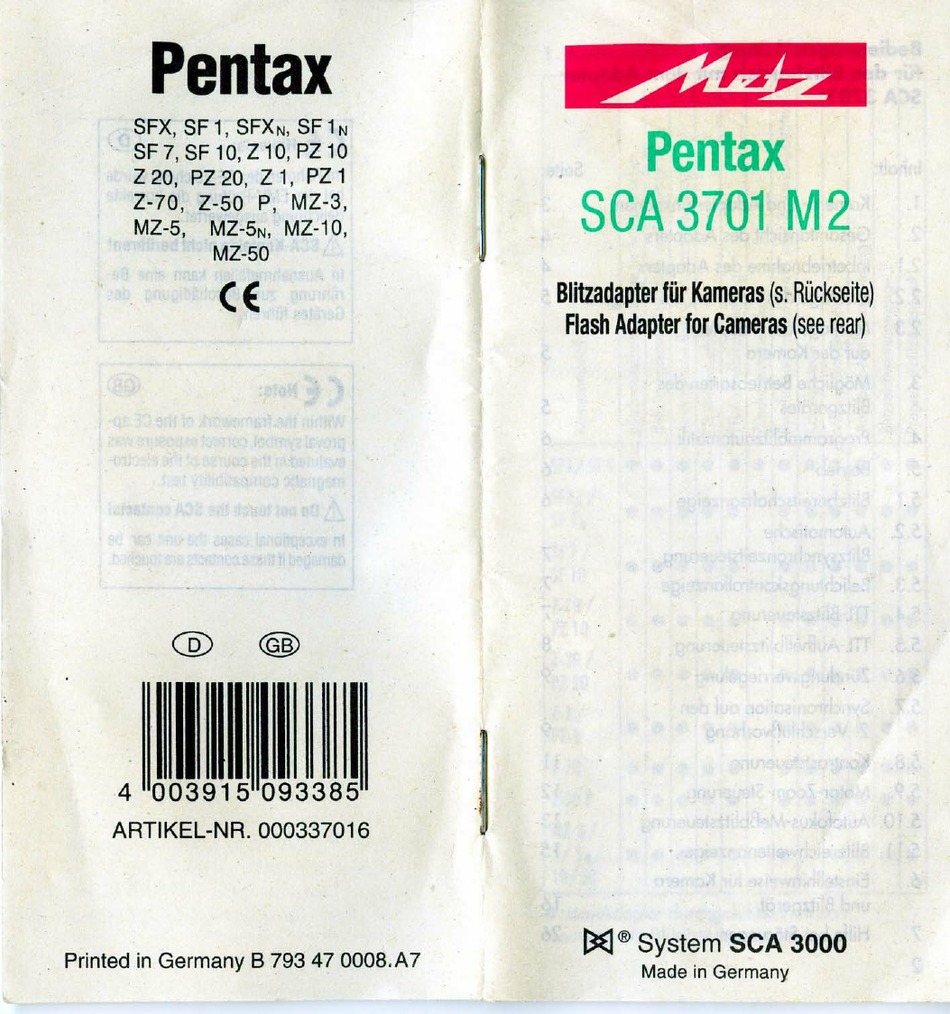 Pentax
SFX, SF 1, SFXN, SF 1N
SF 7, SF 10, Z 10, PZ 10
Z 20, PZ 20, Z 1, PZ 1
Z-70, Z-50 P, MZ-3,
MZ-5, MZ-5N, MZ-10,
MZ-50
CE
D GB
4 003915 093385
ARTIKEL-NR. 000337016
Printed in Germany B 793 47 0008.A7
Metz
Pentax
SCA 3701 M2
Blitzadapter für Kameras (s. Rückseite)
Flash Adapter for Cameras (see rear)
® System SCA 3000
Made in Germany